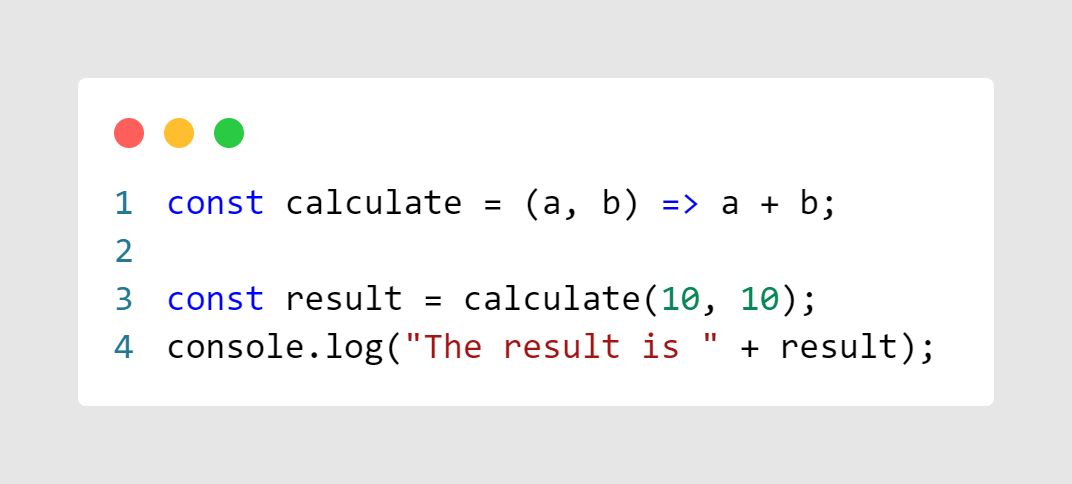 1 const calculate = (a, b) => a + b;
2
3 const result = calculate(10, 10);
4 console.log("The result is " + result);